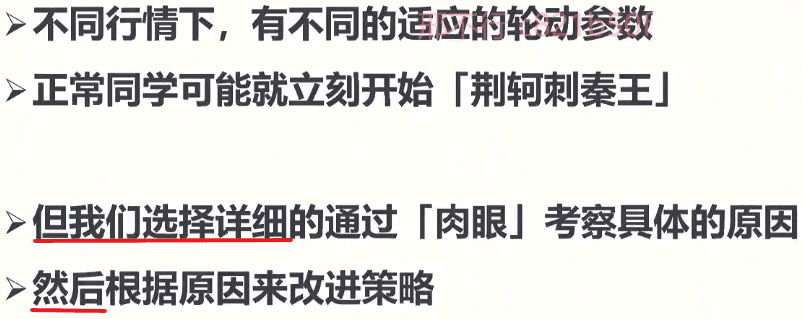 不同行情下，有不同的适应的轮动参数
正常同学可能就立刻开始「荆轲刺秦王」
但我们选择详细的通过「肉眼」考察具体的原因
然后根据原因来改进策略